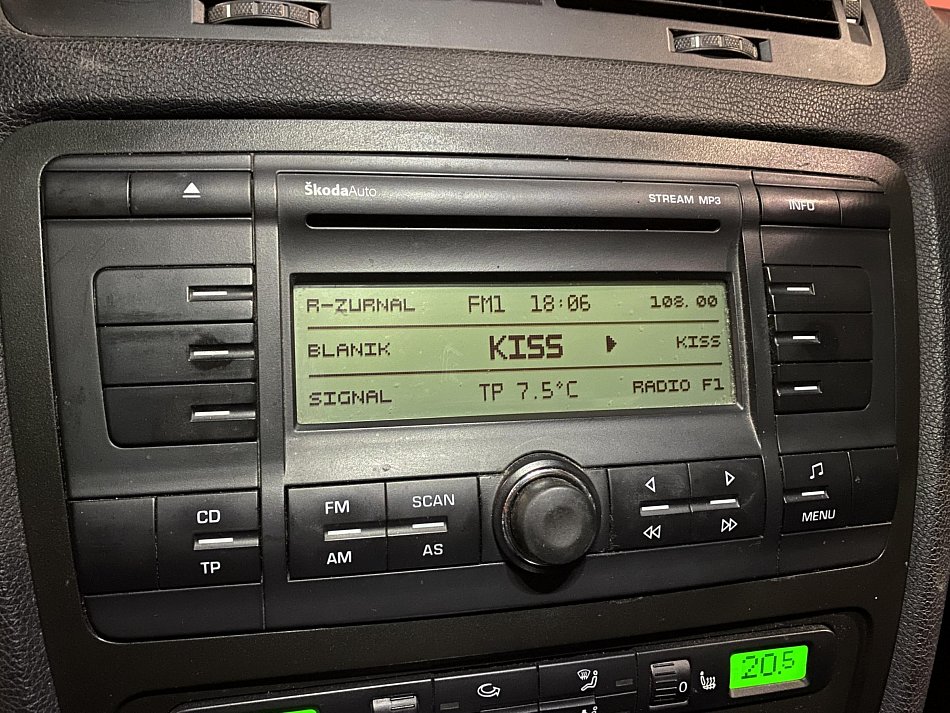 ŠkodaAuto STREAM MP3 INFO
R-ZURNAL FM1 18:06 108.00
BLANIK KISS KISS
SIGNAL TP 7.5°C RADIO F1
CD FM SCAN
TP AM AS MENU
0 20.5